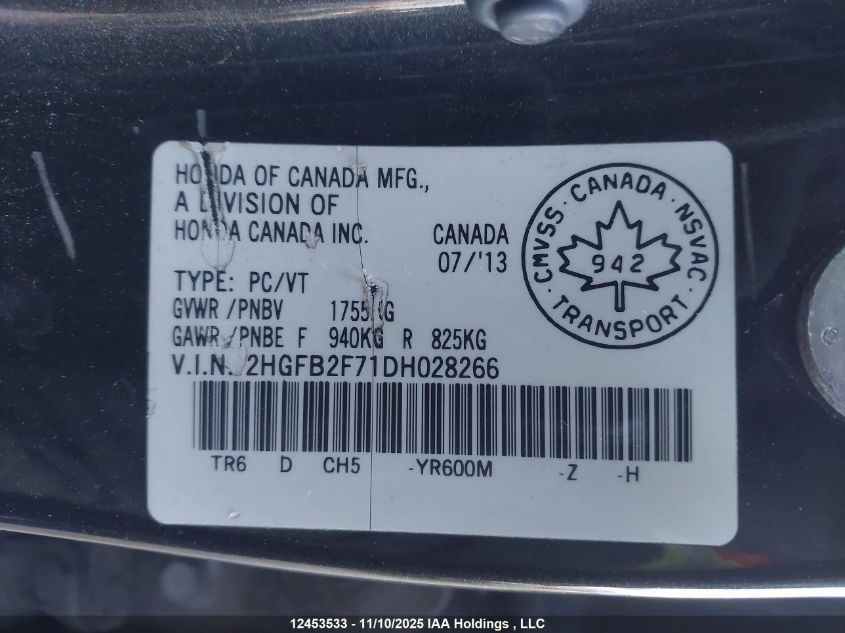 HONDA OF CANADA MFG.,
A DIVISION OF
HONDA CANADA INC.
CANADA
07/'13
TYPE: PC/VT
GVWR /PNBV 1755KG
GAWR /PNBE F 940KG R 825KG
V.I.N.: 2HGFB2F71DH028266
TR6 D CH5 -YR600M -Z -H
CMVSS · CANADA · NSVAC · TRANSPORT ·
942
12453533 - 11/10/2025 IAA Holdings , LLC